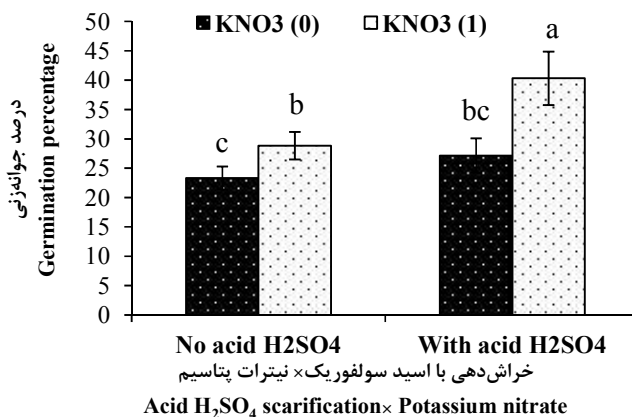 KNO3 (0) KNO3 (1)
50
45
40
35
30
25
20
15
10
5
0
درصد جوانه‌زنی
Germination percentage
c b bc a
No acid H2SO4 With acid H2SO4
خراش‌دهی با اسید سولفوریک× نیترات پتاسیم
Acid H₂SO₄ scarification× Potassium nitrate